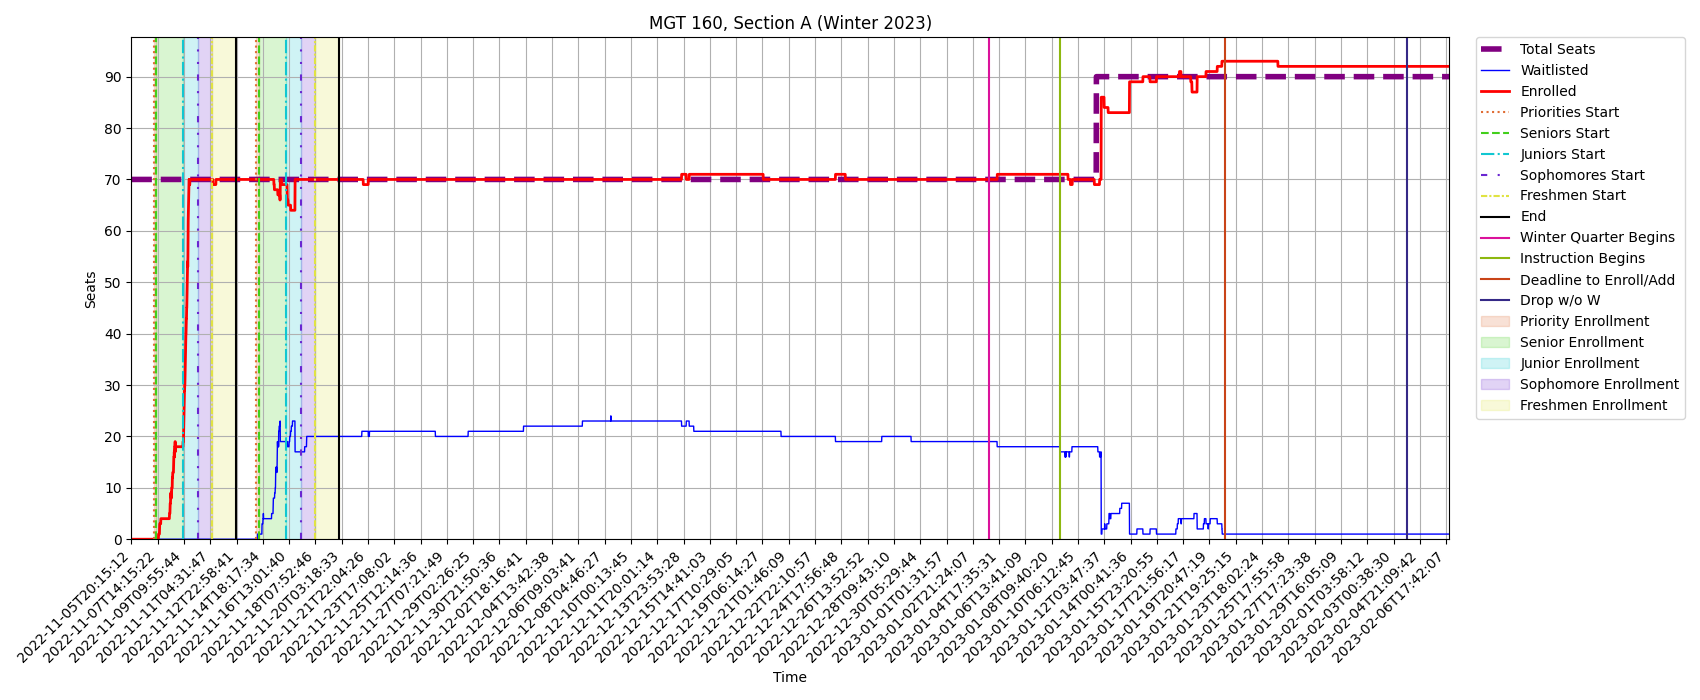 MGT 160, Section A (Winter 2023)
Seats
90
80
70
60
50
40
30
20
10
0
2022-11-05T20:15:12
2022-11-07T14:15:22
2022-11-09T09:55:44
2022-11-11T04:31:47
2022-11-12T22:58:41
2022-11-14T18:17:34
2022-11-16T13:01:40
2022-11-18T07:52:46
2022-11-20T03:18:33
2022-11-21T22:04:26
2022-11-23T17:08:02
2022-11-25T12:14:36
2022-11-27T07:21:49
2022-11-29T02:26:25
2022-11-30T21:50:36
2022-12-02T18:16:41
2022-12-04T13:42:38
2022-12-06T09:03:41
2022-12-08T04:46:27
2022-12-10T00:13:45
2022-12-11T20:01:14
2022-12-13T23:53:28
2022-12-15T14:41:03
2022-12-17T10:29:05
2022-12-19T06:14:27
2022-12-21T01:46:09
2022-12-22T22:10:57
2022-12-24T17:56:48
2022-12-26T13:52:52
2022-12-28T09:43:10
2022-12-30T05:29:44
2023-01-01T01:31:57
2023-01-02T21:24:07
2023-01-04T17:35:31
2023-01-06T13:41:09
2023-01-08T09:40:20
2023-01-10T06:12:45
2023-01-12T03:47:37
2023-01-14T00:41:36
2023-01-15T23:20:55
2023-01-17T21:56:17
2023-01-19T20:47:19
2023-01-21T19:25:15
2023-01-23T18:02:24
2023-01-25T17:55:58
2023-01-27T17:23:38
2023-01-29T16:05:09
2023-02-01T03:58:12
2023-02-03T00:38:30
2023-02-04T21:09:42
2023-02-06T17:42:07
Time
Total Seats
Waitlisted
Enrolled
Priorities Start
Seniors Start
Juniors Start
Sophomores Start
Freshmen Start
End
Winter Quarter Begins
Instruction Begins
Deadline to Enroll/Add
Drop w/o W
Priority Enrollment
Senior Enrollment
Junior Enrollment
Sophomore Enrollment
Freshmen Enrollment